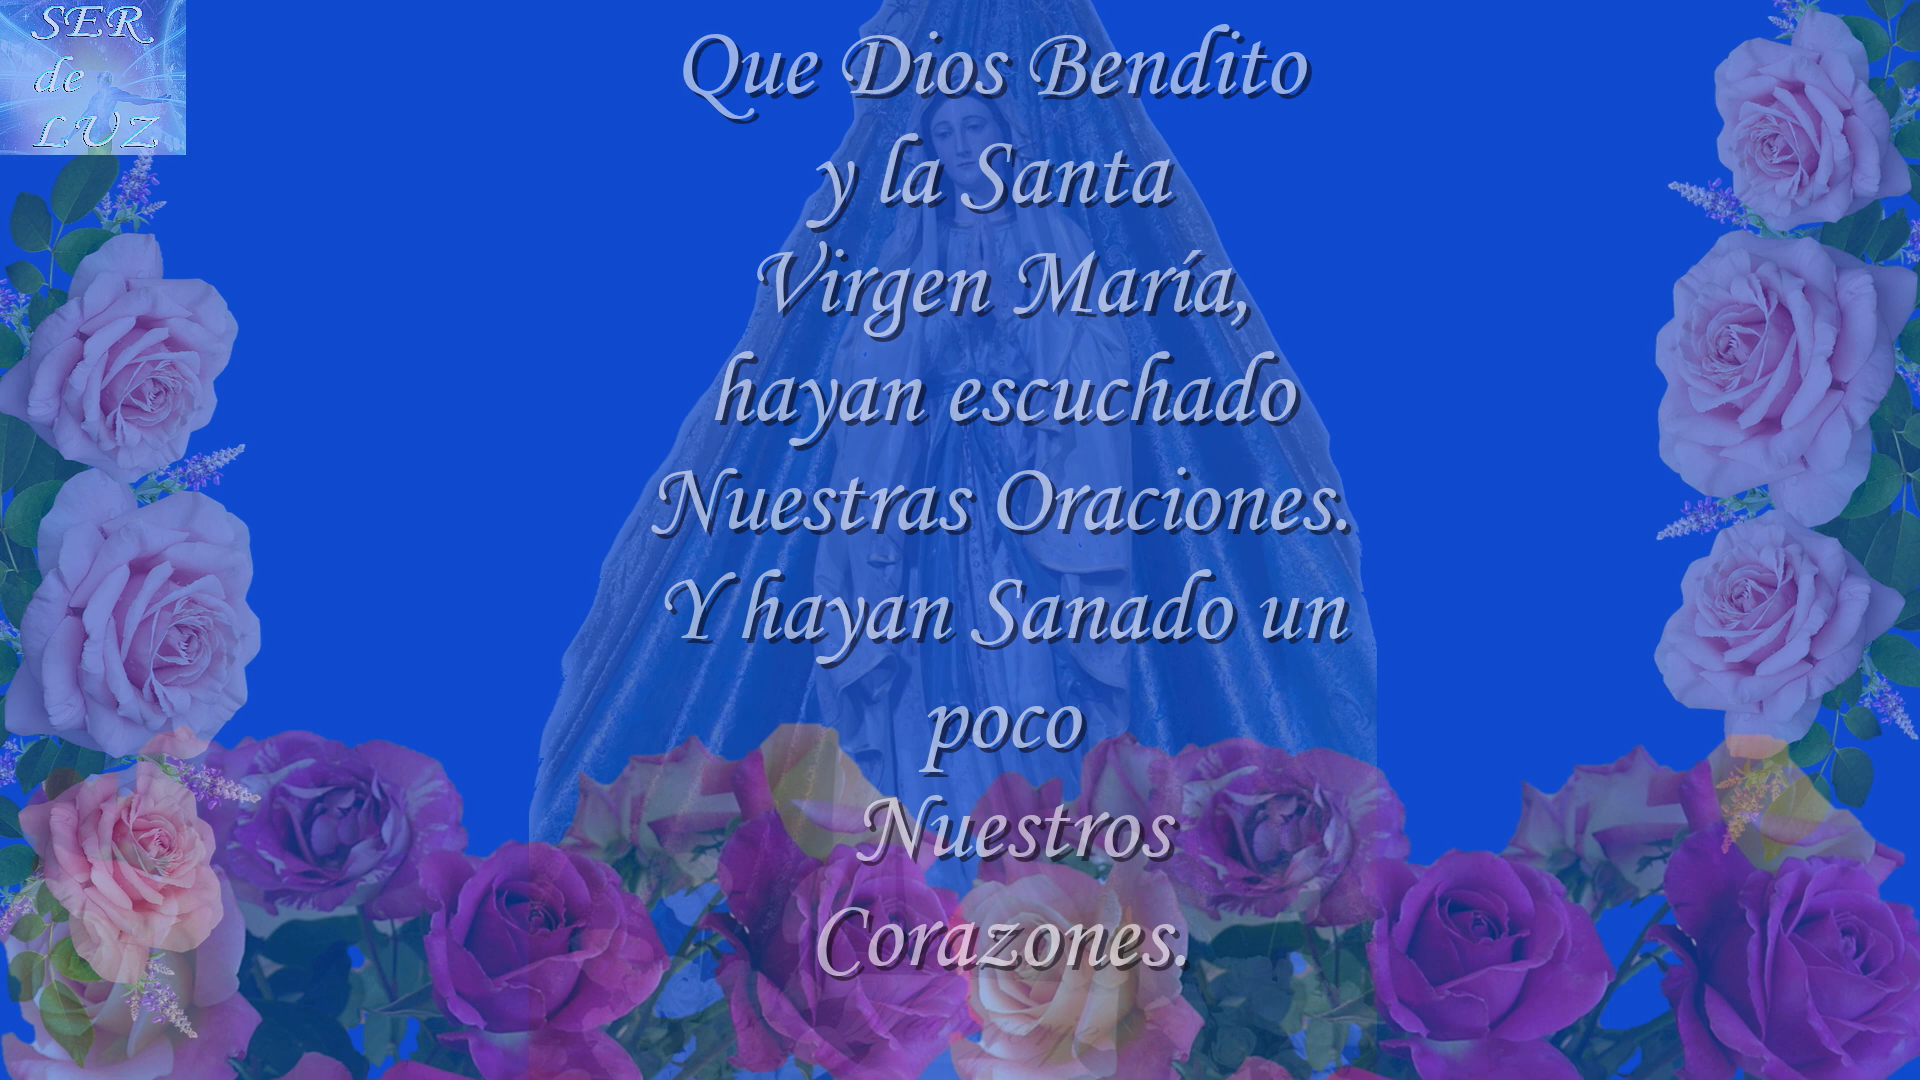 SER
de
LUZ
Que Dios Bendito
y la Santa
Virgen María,
hayan escuchado
Nuestras Oraciones.
Y hayan Sanado un
poco
Nuestros
Corazones.